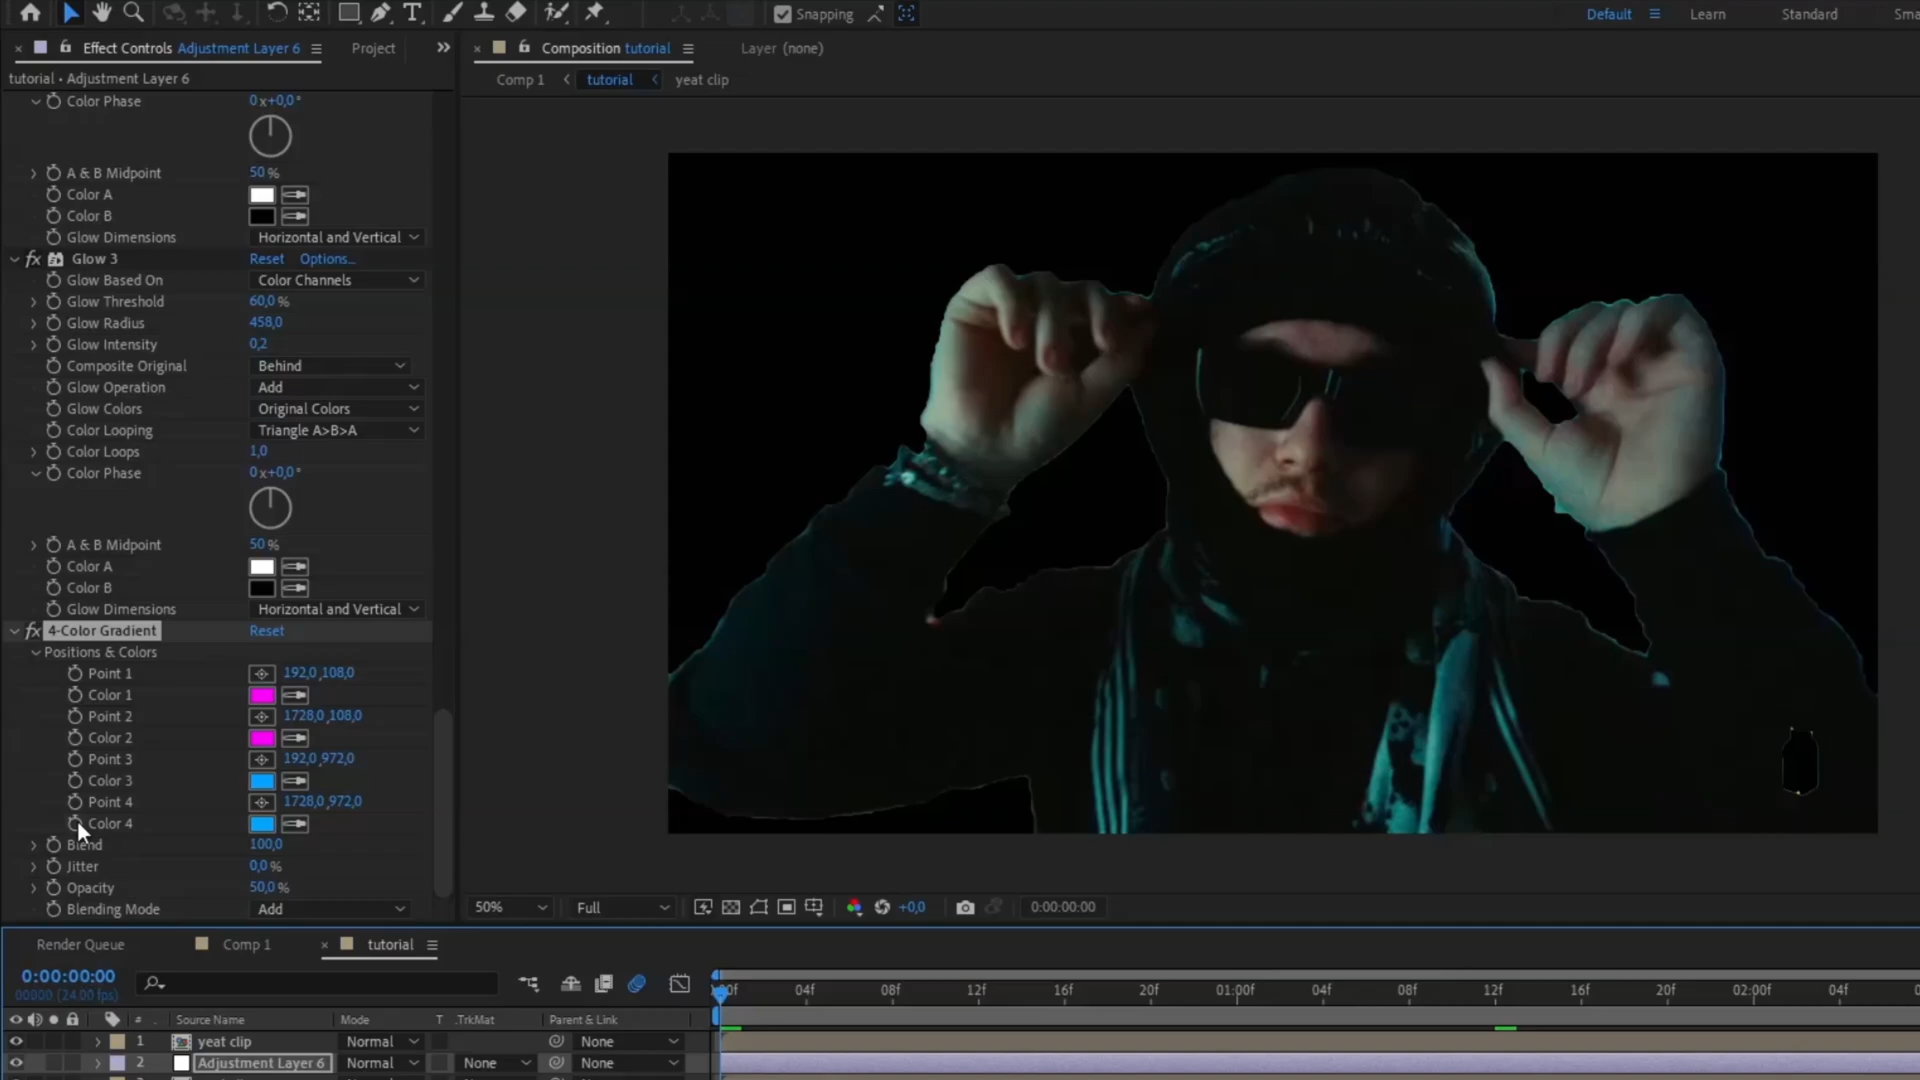 Snapping
Default
Learn
Standard
Effect Controls Adjustment Layer 6
Project
Composition tutorial
Layer (none)
tutorial • Adjustment Layer 6
Comp 1
tutorial
yeat clip
Color Phase 0 x+0,0°
A & B Midpoint 50 %
Color A
Color B
Glow Dimensions Horizontal and Vertical
fx Glow 3 Reset Options...
Glow Based On Color Channels
Glow Threshold 60,0 %
Glow Radius 458,0
Glow Intensity 0,2
Composite Original Behind
Glow Operation Add
Glow Colors Original Colors
Color Looping Triangle A>B>A
Color Loops 1,0
Color Phase 0 x+0,0°
A & B Midpoint 50 %
Color A
Color B
Glow Dimensions Horizontal and Vertical
fx 4-Color Gradient Reset
Positions & Colors
Point 1 192,0 ,108,0
Color 1
Point 2 1728,0 ,108,0
Color 2
Point 3 192,0 ,972,0
Color 3
Point 4 1728,0 ,972,0
Color 4
Blend 100,0
Jitter 0,0 %
Opacity 50,0 %
Blending Mode Add
50% Full +0,0 0:00:00:00
Render Queue Comp 1 tutorial
0:00:00:00
00000 (24.00 fps)
04f 08f 12f 16f 20f 01:00f 04f 08f 12f 16f 20f 02:00f 04f
# Source Name Mode T .TrkMat Parent & Link
1 yeat clip Normal None
2 Adjustment Layer 6 Normal None None